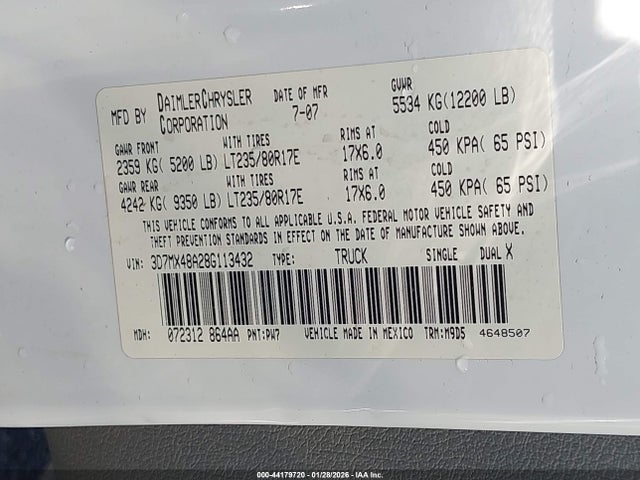 MFD BY DAIMLERCHRYSLER CORPORATION DATE OF MFR 7-07 GVWR 5534 KG(12200 LB)
GAWR FRONT WITH TIRES RIMS AT COLD
2359 KG( 5200 LB) LT235/80R17E 17X6.0 450 KPA( 65 PSI)
GAWR REAR WITH TIRES RIMS AT COLD
4242 KG( 9350 LB) LT235/80R17E 17X6.0 450 KPA( 65 PSI)
THIS VEHICLE CONFORMS TO ALL APPLICABLE U.S.A. FEDERAL MOTOR VEHICLE SAFETY AND
THEFT PREVENTION STANDARDS IN EFFECT ON THE DATE OF MANUFACTURE SHOWN ABOVE.
VIN: 3D7MX48A28G113432 TYPE: TRUCK SINGLE DUAL X
MDH: 072312 864AA PNT:PW7 VEHICLE MADE IN MEXICO TRM:M9D5 4648507
000-44179720 - 01/28/2026 - IAA Inc.